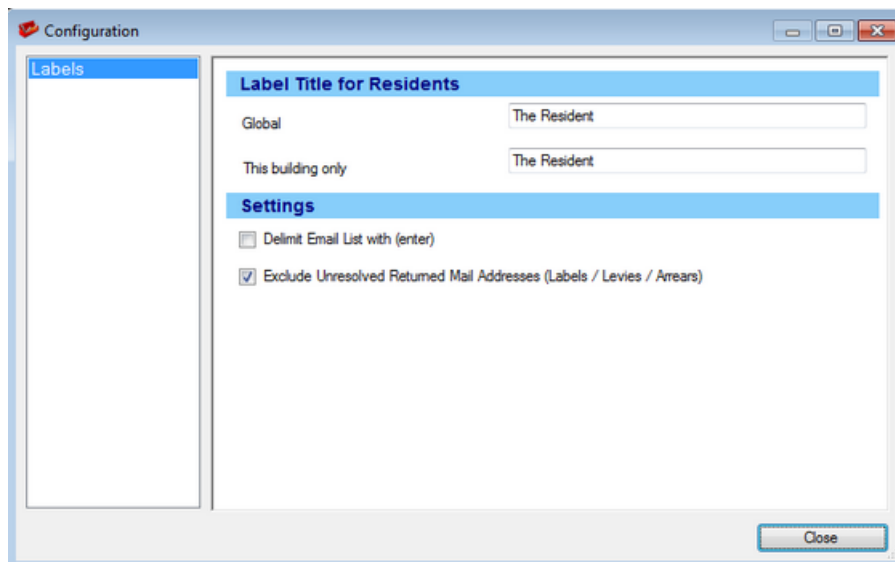 Configuration
Labels
Label Title for Residents
Global
The Resident
This building only
The Resident
Settings
Delimit Email List with (enter)
Exclude Unresolved Returned Mail Addresses (Labels / Levies / Arrears)
Close